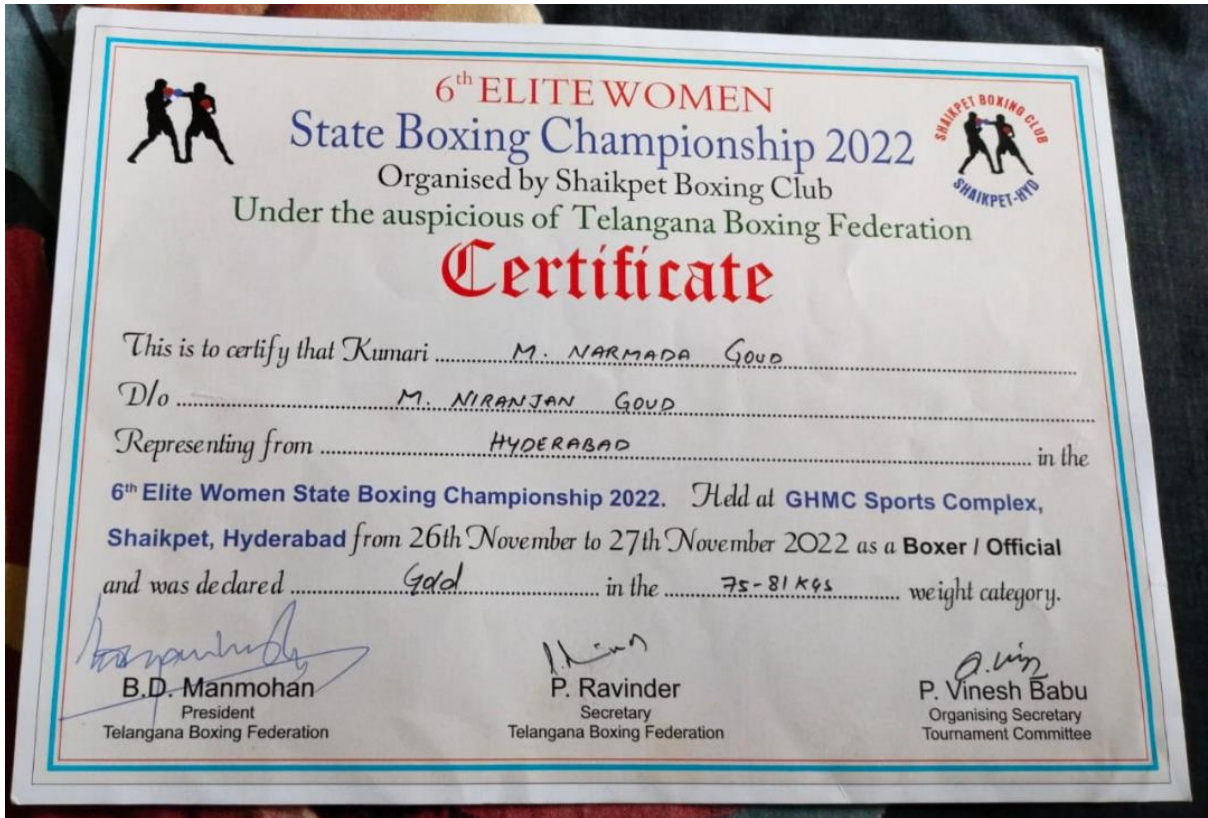 6th ELITE WOMEN
State Boxing Championship 2022
SHAIKPET BOXING CLUB
SHAIKPET-HYD
Organised by Shaikpet Boxing Club
Under the auspicious of Telangana Boxing Federation
Certificate
This is to certify that Kumari M. NARMADA GOUD
D/o M. NIRANJAN GOUD
Representing from HYDERABAD in the
6th Elite Women State Boxing Championship 2022. Held at GHMC Sports Complex,
Shaikpet, Hyderabad from 26th November to 27th November 2022 as a Boxer / Official
and was declared Gold in the 75-81 Kgs weight category.
B.D. Manmohan
President
Telangana Boxing Federation
P. Ravinder
Secretary
Telangana Boxing Federation
P. Vinesh Babu
Organising Secretary
Tournament Committee